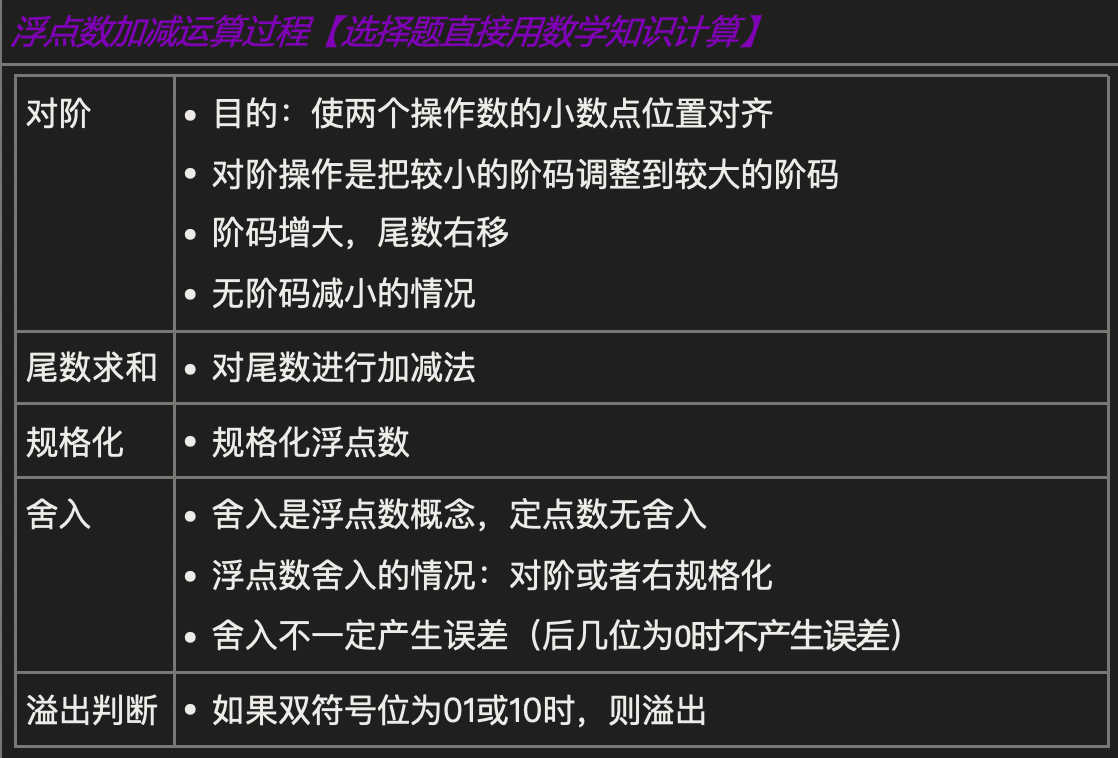 浮点数加减运算过程【选择题直接用数学知识计算】
对阶
• 目的：使两个操作数的小数点位置对齐
• 对阶操作是把较小的阶码调整到较大的阶码
• 阶码增大，尾数右移
• 无阶码减小的情况
尾数求和
• 对尾数进行加减法
规格化
• 规格化浮点数
舍入
• 舍入是浮点数概念，定点数无舍入
• 浮点数舍入的情况：对阶或者右规格化
• 舍入不一定产生误差（后几位为0时不产生误差）
溢出判断
• 如果双符号位为01或10时，则溢出